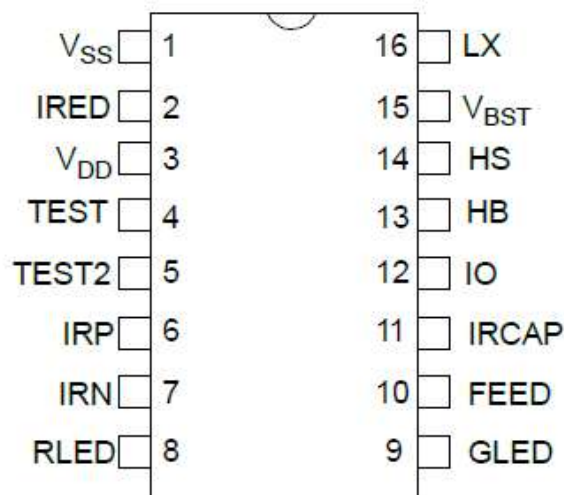 VSS 1 16 LX
IRED 2 15 VBST
VDD 3 14 HS
TEST 4 13 HB
TEST2 5 12 IO
IRP 6 11 IRCAP
IRN 7 10 FEED
RLED 8 9 GLED